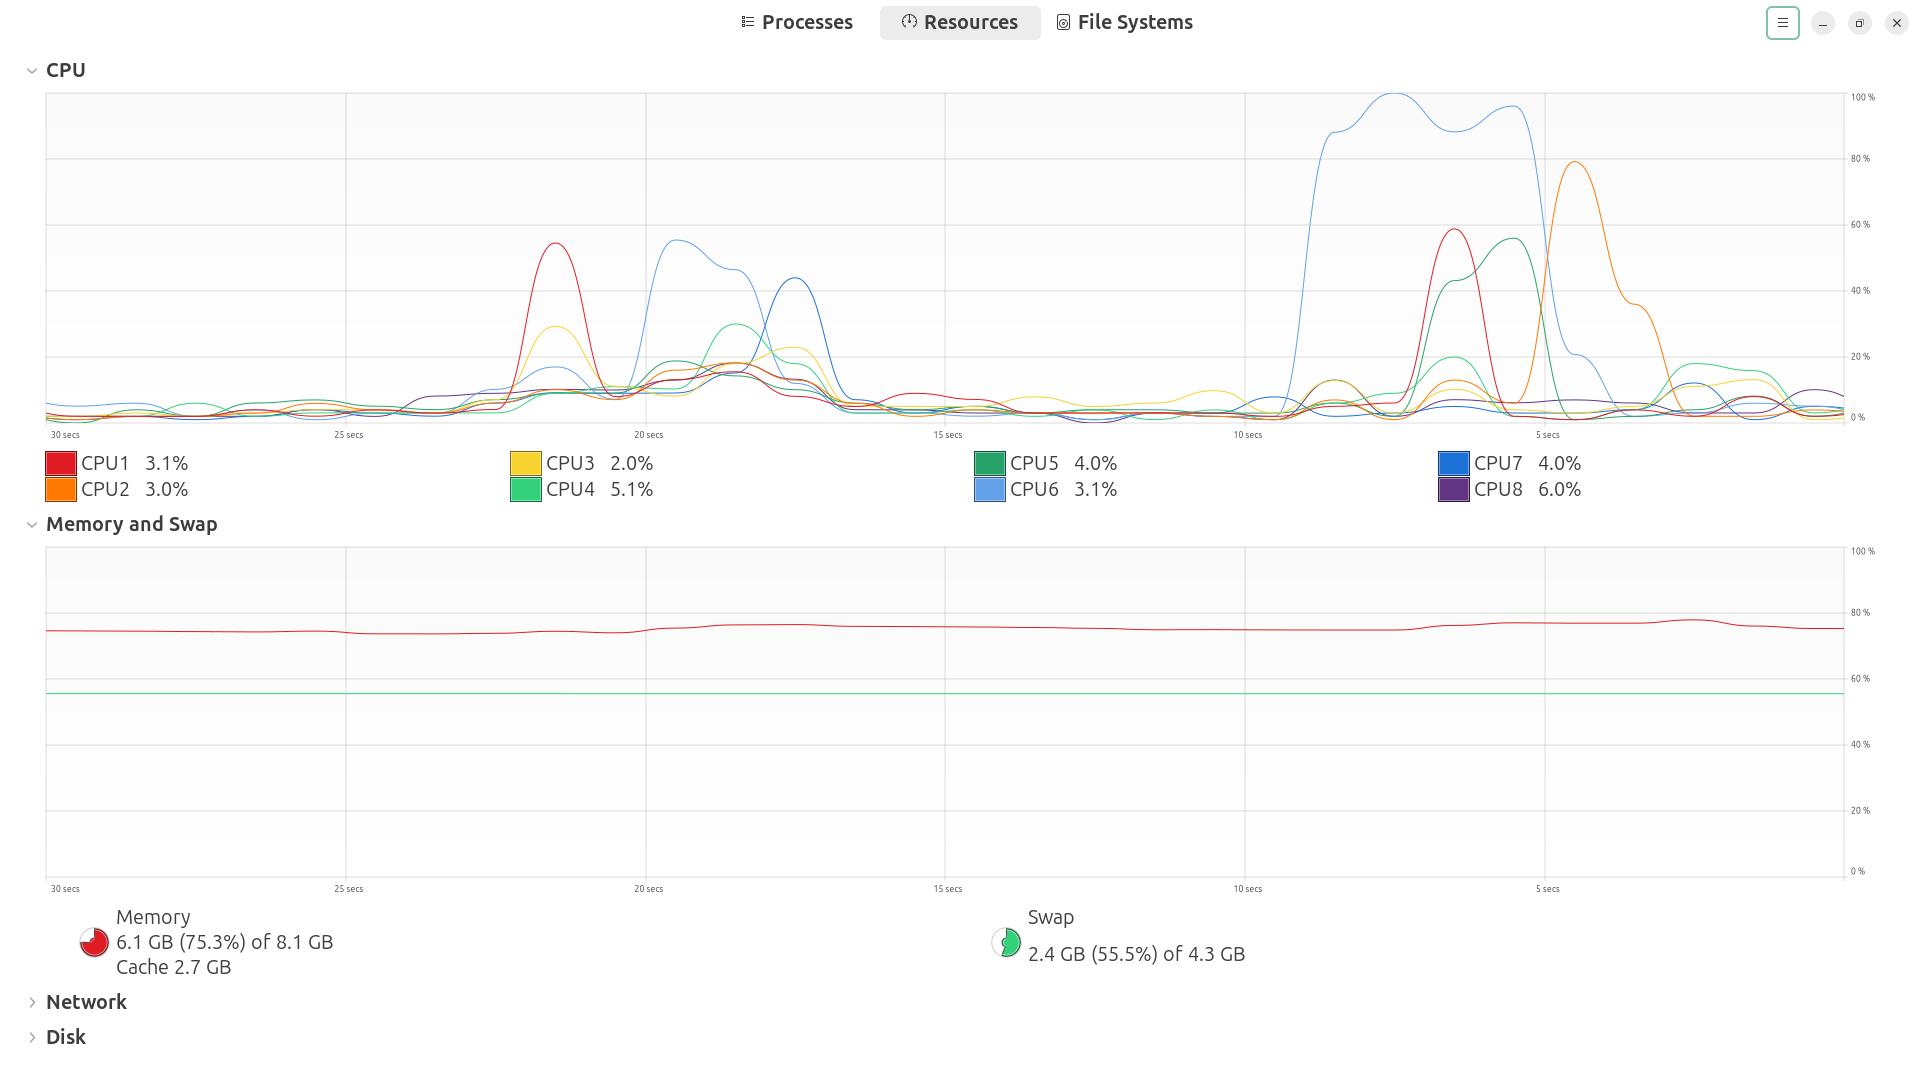 Processes Resources File Systems
CPU
100 %
80 %
60 %
40 %
20 %
0 %
30 secs 25 secs 20 secs 15 secs 10 secs 5 secs
CPU1 3.1% CPU3 2.0% CPU5 4.0% CPU7 4.0%
CPU2 3.0% CPU4 5.1% CPU6 3.1% CPU8 6.0%
Memory and Swap
100 %
80 %
60 %
40 %
20 %
0 %
30 secs 25 secs 20 secs 15 secs 10 secs 5 secs
Memory
6.1 GB (75.3%) of 8.1 GB
Cache 2.7 GB
Swap
2.4 GB (55.5%) of 4.3 GB
Network
Disk